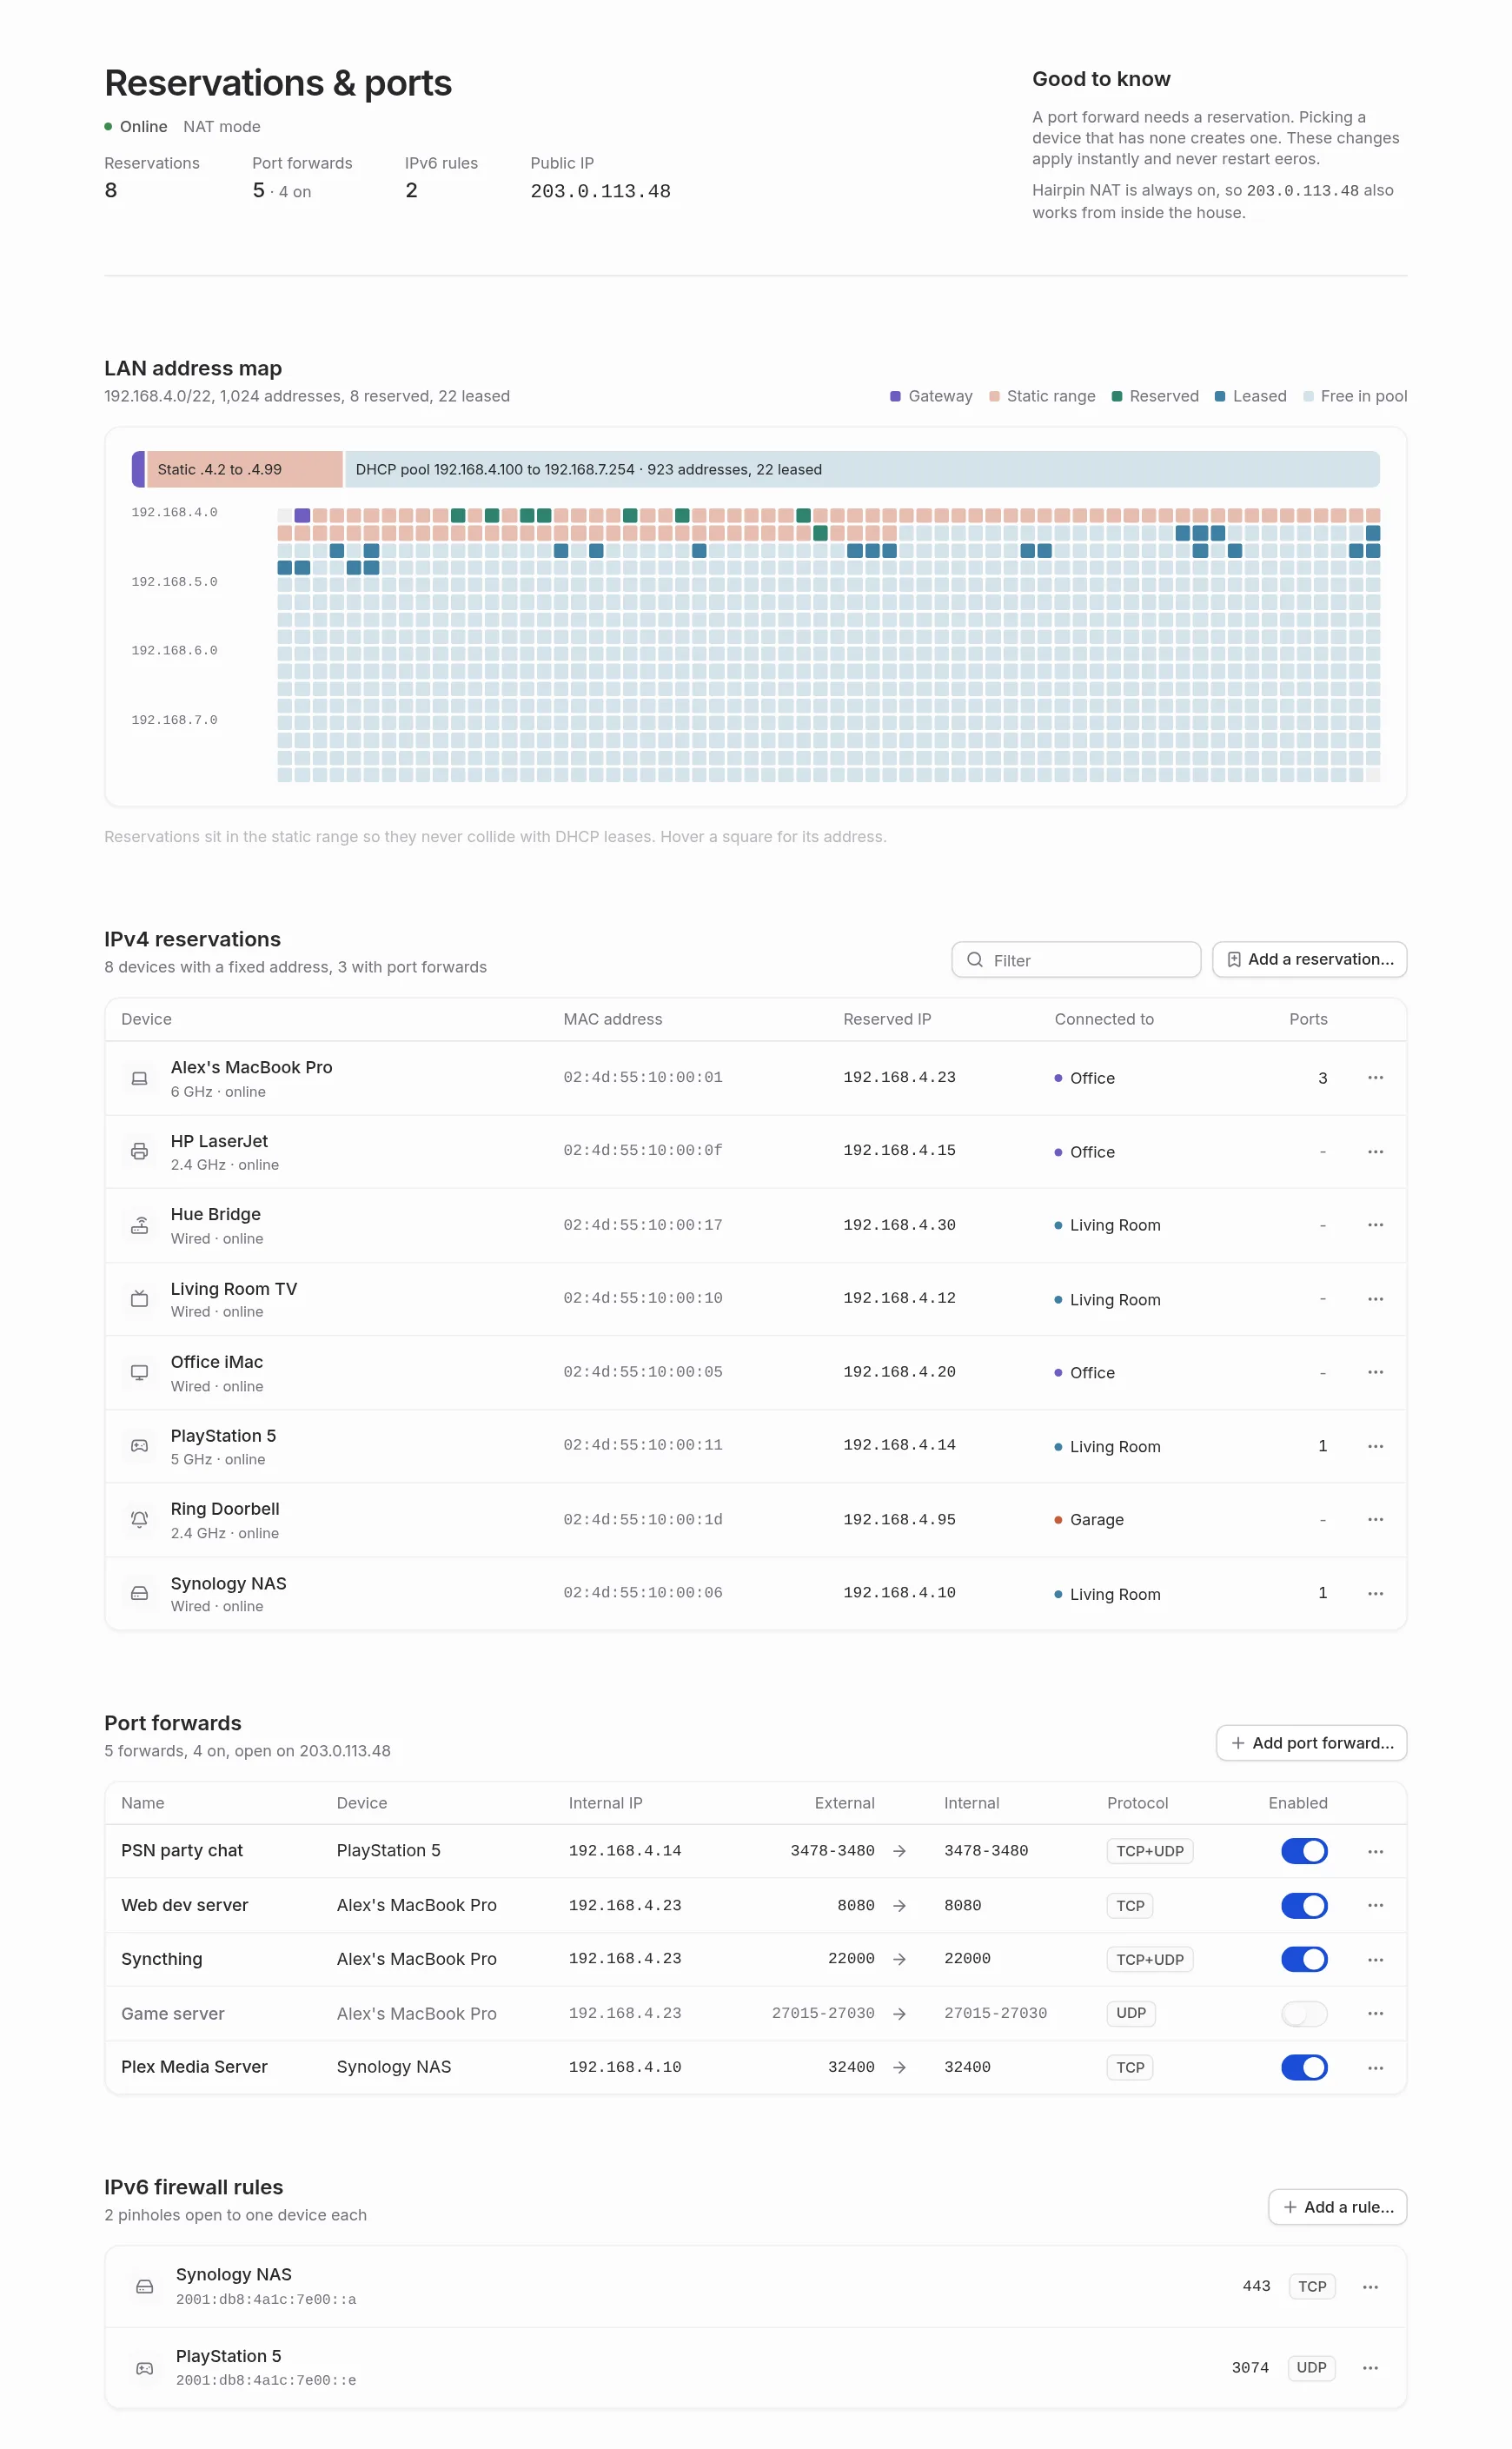 Reservations & ports
Online NAT mode
Reservations Port forwards IPv6 rules Public IP
8 5 · 4 on 2 203.0.113.48
Good to know
A port forward needs a reservation. Picking a
device that has none creates one. These changes
apply instantly and never restart eeros.
Hairpin NAT is always on, so 203.0.113.48 also
works from inside the house.
LAN address map
192.168.4.0/22, 1,024 addresses, 8 reserved, 22 leased
Gateway Static range Reserved Leased Free in pool
Static .4.2 to .4.99 DHCP pool 192.168.4.100 to 192.168.7.254 · 923 addresses, 22 leased
192.168.4.0
192.168.5.0
192.168.6.0
192.168.7.0
Reservations sit in the static range so they never collide with DHCP leases. Hover a square for its address.
IPv4 reservations
8 devices with a fixed address, 3 with port forwards
Filter Add a reservation...
Device MAC address Reserved IP Connected to Ports
Alex's MacBook Pro
6 GHz · online
02:4d:55:10:00:01 192.168.4.23 Office 3 ...
HP LaserJet
2.4 GHz · online
02:4d:55:10:00:0f 192.168.4.15 Office - ...
Hue Bridge
Wired · online
02:4d:55:10:00:17 192.168.4.30 Living Room - ...
Living Room TV
Wired · online
02:4d:55:10:00:10 192.168.4.12 Living Room - ...
Office iMac
Wired · online
02:4d:55:10:00:05 192.168.4.20 Office - ...
PlayStation 5
5 GHz · online
02:4d:55:10:00:11 192.168.4.14 Living Room 1 ...
Ring Doorbell
2.4 GHz · online
02:4d:55:10:00:1d 192.168.4.95 Garage - ...
Synology NAS
Wired · online
02:4d:55:10:00:06 192.168.4.10 Living Room 1 ...
Port forwards
5 forwards, 4 on, open on 203.0.113.48
+ Add port forward...
Name Device Internal IP External Internal Protocol Enabled
PSN party chat PlayStation 5 192.168.4.14 3478-3480 → 3478-3480 TCP+UDP ...
Web dev server Alex's MacBook Pro 192.168.4.23 8080 → 8080 TCP ...
Syncthing Alex's MacBook Pro 192.168.4.23 22000 → 22000 TCP+UDP ...
Game server Alex's MacBook Pro 192.168.4.23 27015-27030 → 27015-27030 UDP ...
Plex Media Server Synology NAS 192.168.4.10 32400 → 32400 TCP ...
IPv6 firewall rules
2 pinholes open to one device each
+ Add a rule...
Synology NAS
2001:db8:4a1c:7e00::a
443 TCP ...
PlayStation 5
2001:db8:4a1c:7e00::e
3074 UDP ...